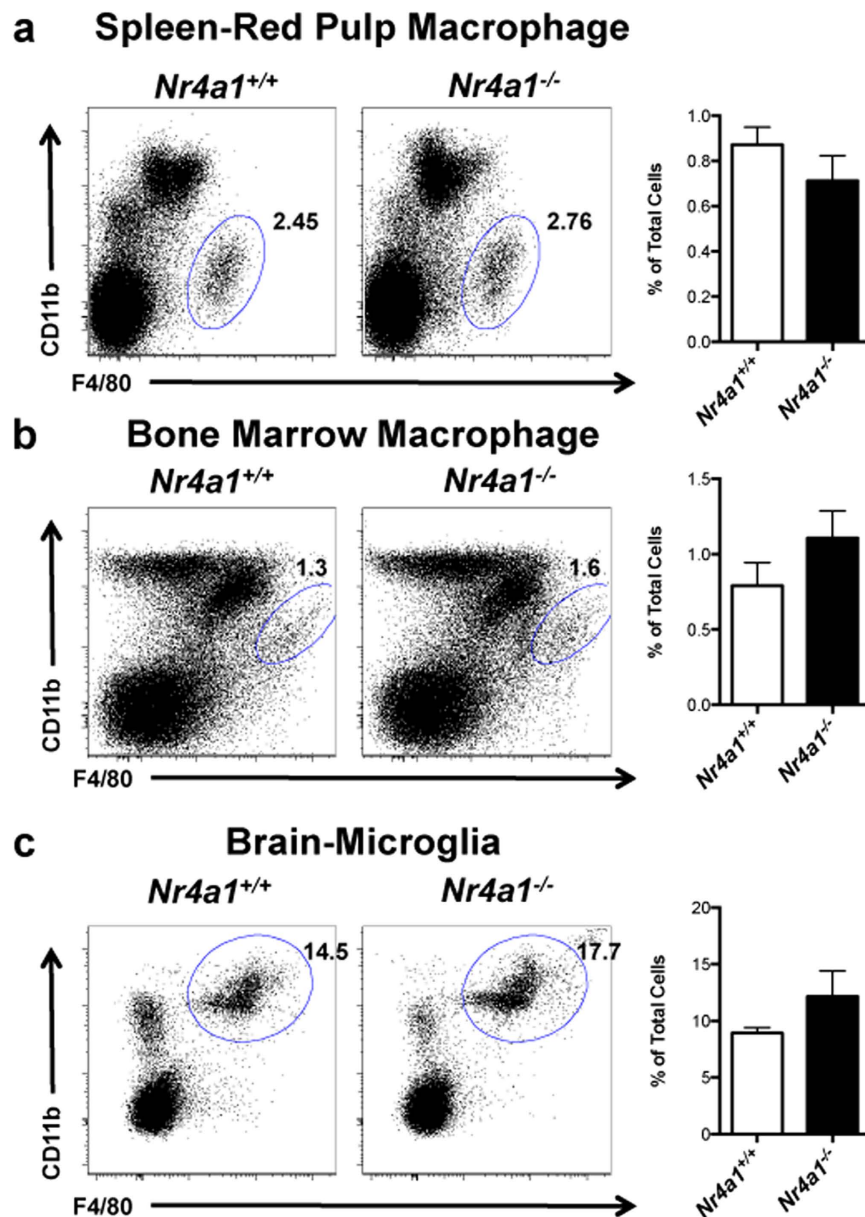 a Spleen-Red Pulp Macrophage
Nr4a1+/+ Nr4a1-/-
CD11b
2.45
2.76
F4/80
% of Total Cells
1.0
0.8
0.6
0.4
0.2
0.0
Nr4a1+/+ Nr4a1-/-
b Bone Marrow Macrophage
Nr4a1+/+ Nr4a1-/-
CD11b
1.3
1.6
F4/80
% of Total Cells
1.5
1.0
0.5
0.0
Nr4a1+/+ Nr4a1-/-
c Brain-Microglia
Nr4a1+/+ Nr4a1-/-
CD11b
14.5
17.7
F4/80
% of Total Cells
20
15
10
5
0
Nr4a1+/+ Nr4a1-/-